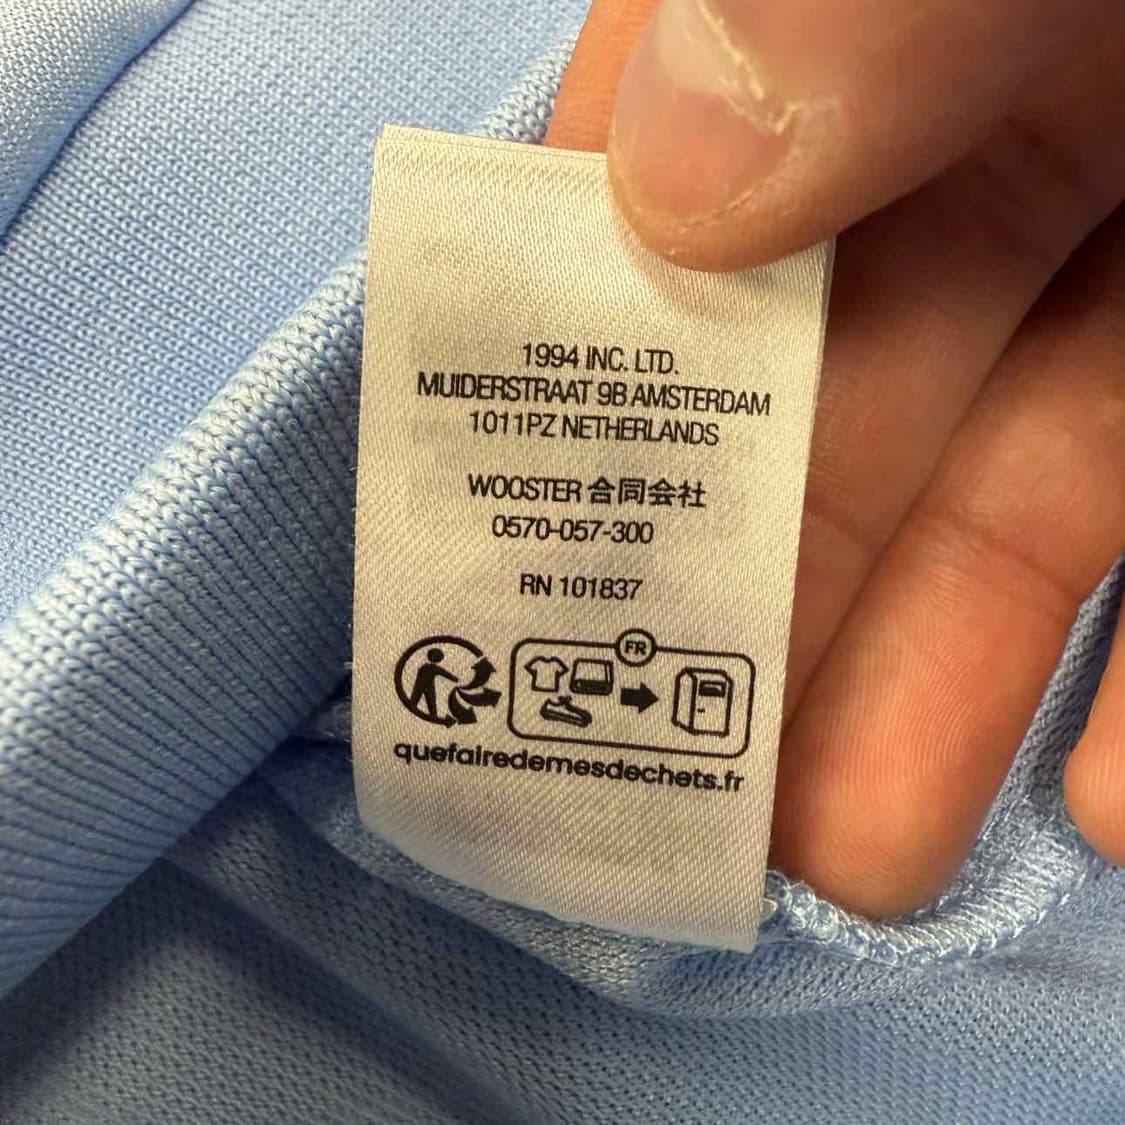 1994 INC. LTD.
MUIDERSTRAAT 9B AMSTERDAM
1011PZ NETHERLANDS
WOOSTER 合同会社
0570-057-300
RN 101837
FR
quefairedemesdechets.fr